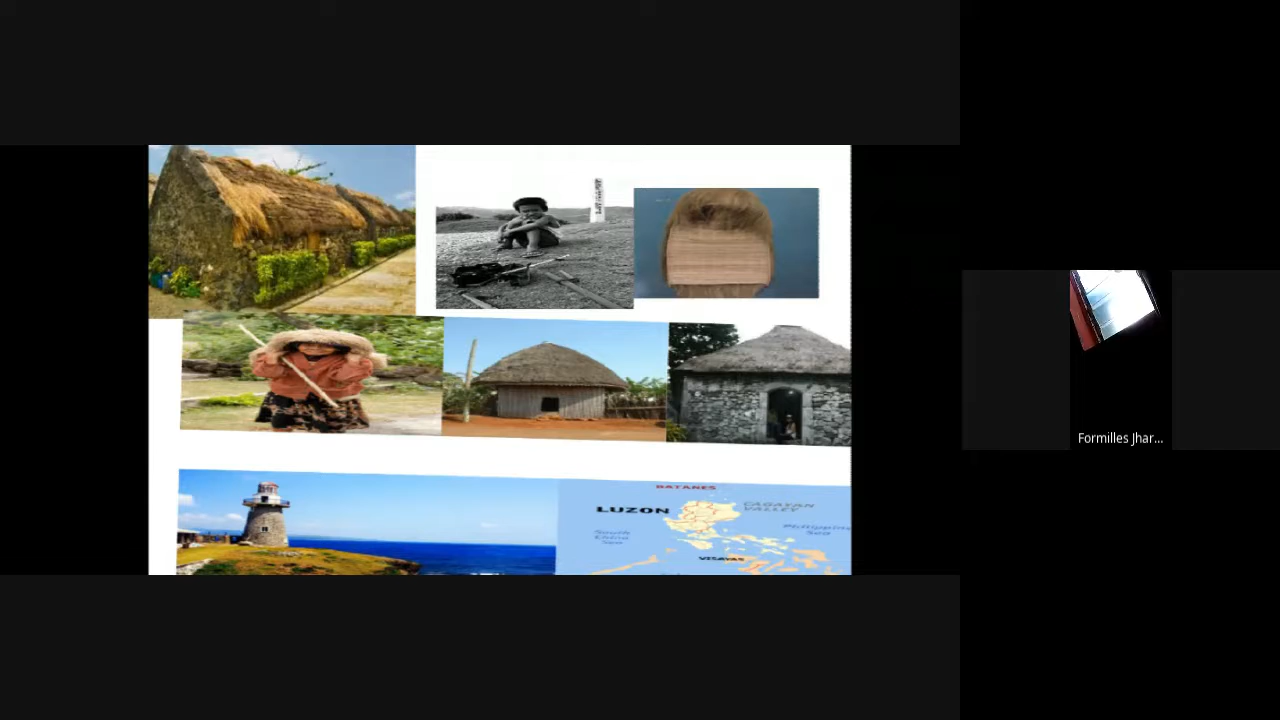 BATANES
LUZON
CAGAYAN
VALLEY
South
China
Sea
Philippine
Sea
VISAYAS
Formilles Jhar...